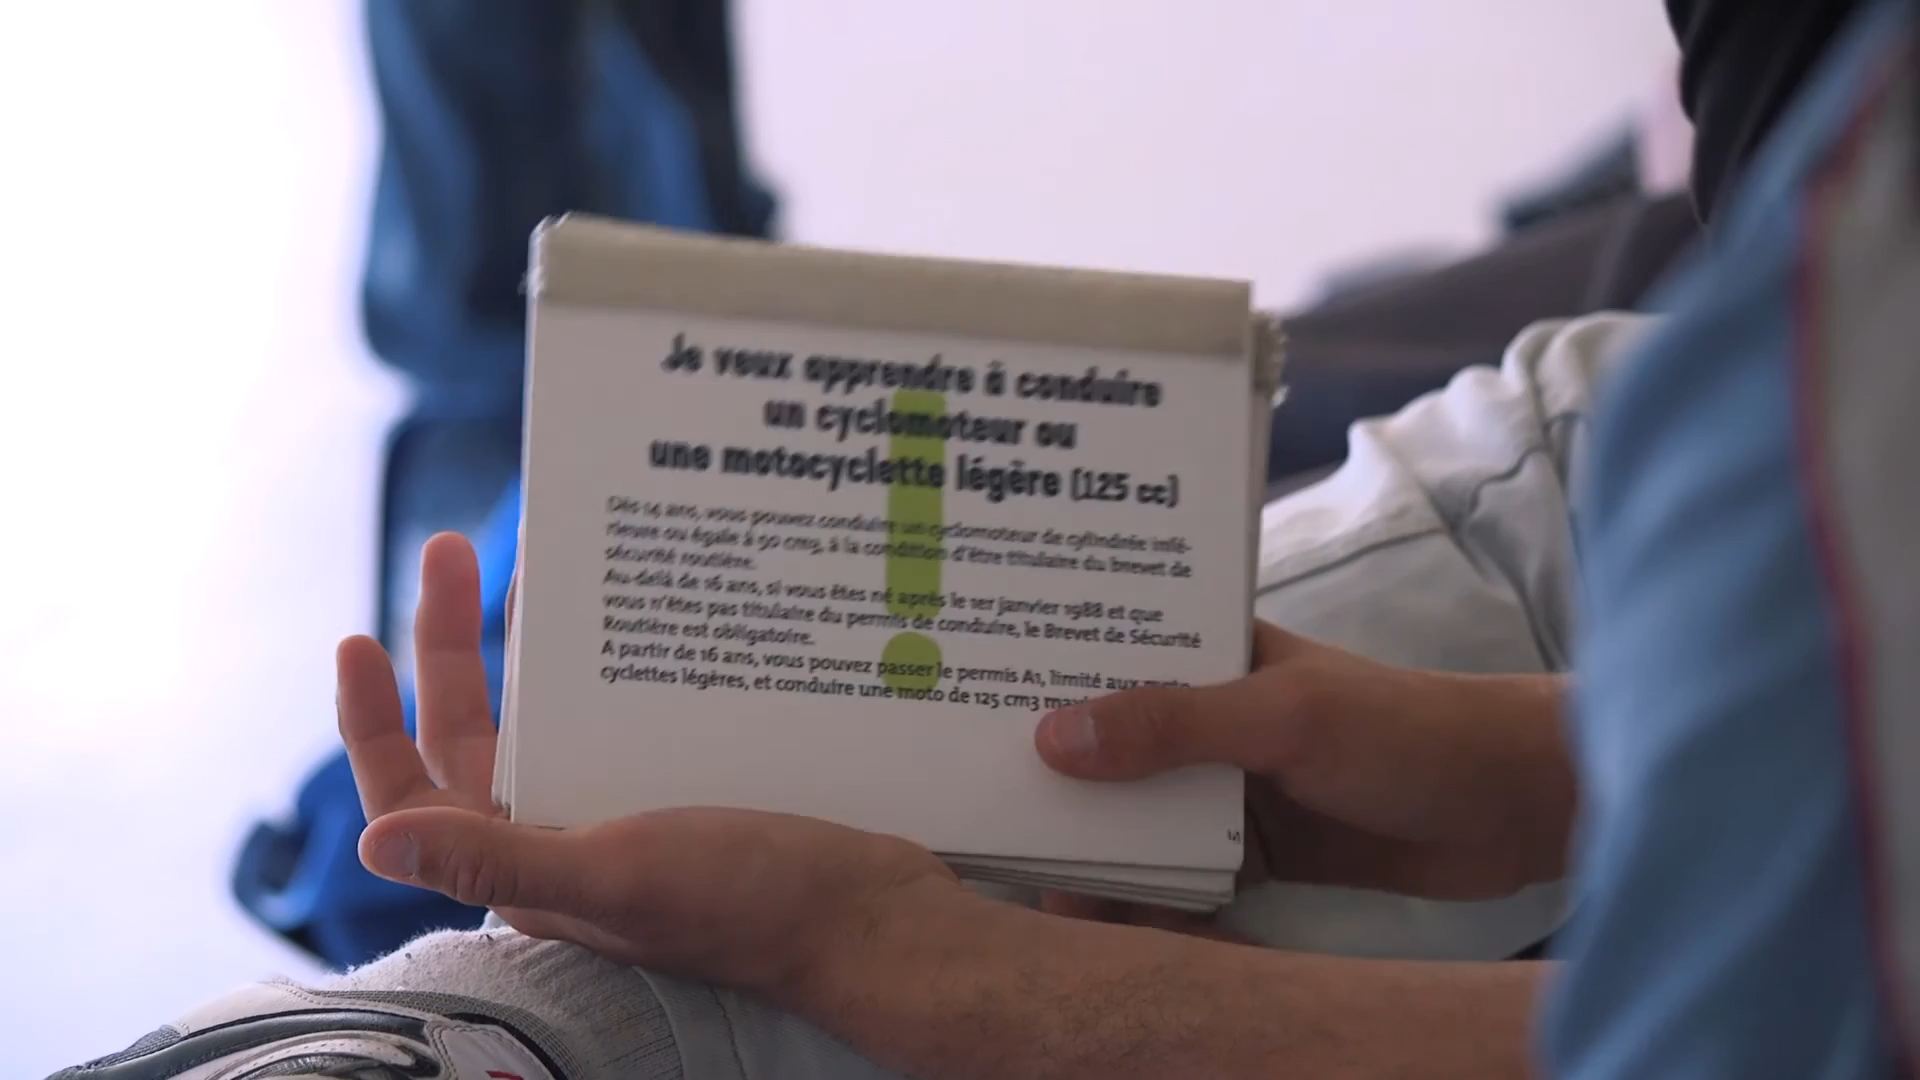 Je veux apprendre à conduire
un cyclomoteur ou
une motocyclette légère (125 cc)
Dès 14 ans, vous pouvez conduire un cyclomoteur de cylindrée infé-
rieure ou égale à 50 cm3, à la condition d'être titulaire du brevet de
sécurité routière.
Au-delà de 16 ans, si vous êtes né après le 1er janvier 1988 et que
vous n'êtes pas titulaire du permis de conduire, le Brevet de Sécurité
Routière est obligatoire.
A partir de 16 ans, vous pouvez passer le permis A1, limité aux moto-
cyclettes légères, et conduire une moto de 125 cm3